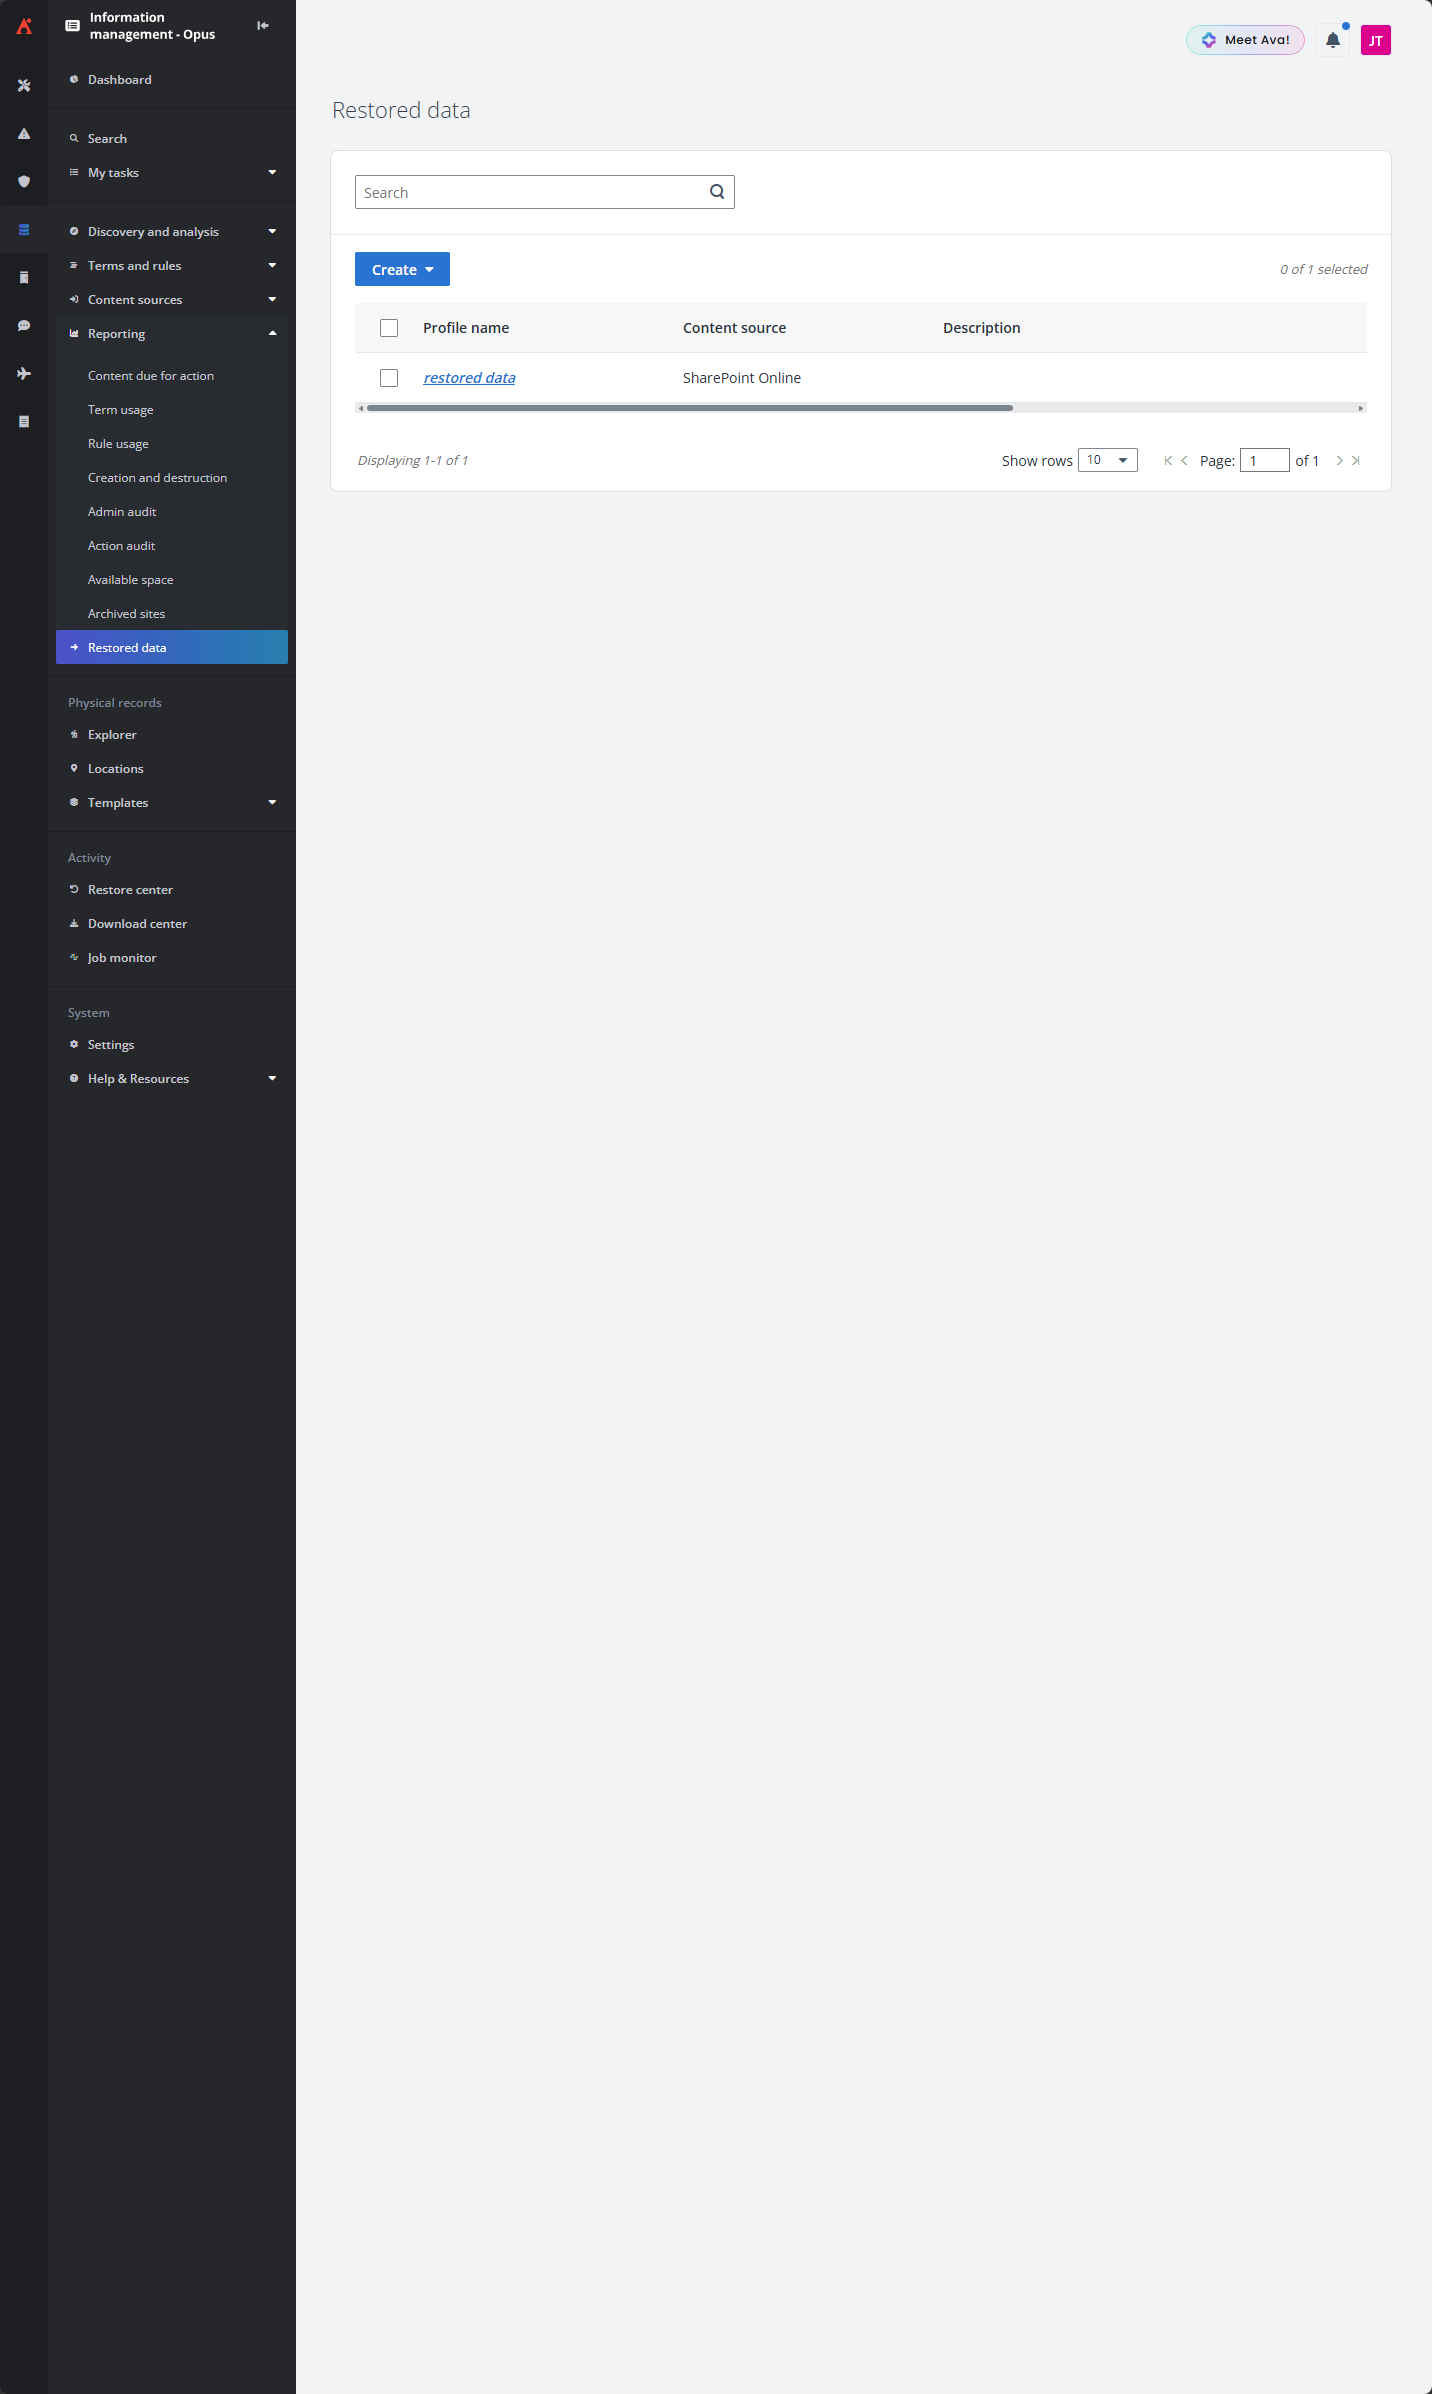 Information
management - Opus
Dashboard
Search
My tasks
Discovery and analysis
Terms and rules
Content sources
Reporting
Content due for action
Term usage
Rule usage
Creation and destruction
Admin audit
Action audit
Available space
Archived sites
Restored data
Physical records
Explorer
Locations
Templates
Activity
Restore center
Download center
Job monitor
System
Settings
Help & Resources
Meet Ava!
JT
Restored data
Search
Create
0 of 1 selected
Profile name Content source Description
restored data SharePoint Online
Displaying 1-1 of 1 Show rows 10 Page: 1 of 1